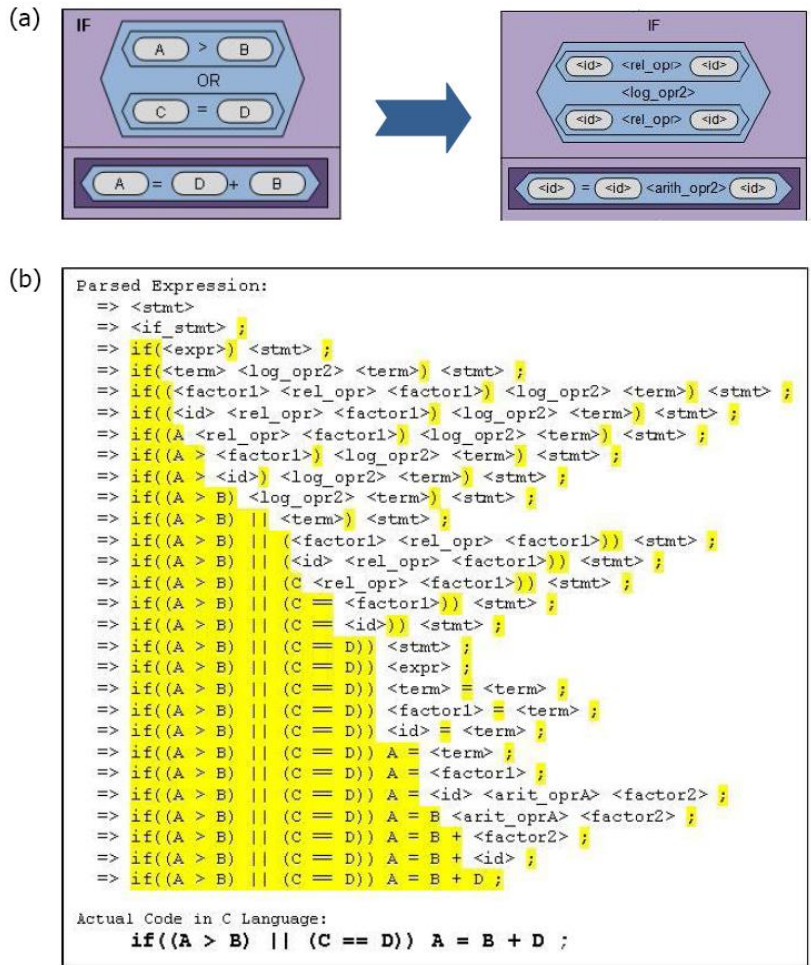 (a)
IF
A > B
OR
C = D
A = D + B
IF
<id> <rel_opr> <id>
<log_opr2>
<id> <rel_opr> <id>
<id> = <id> <arith_opr2> <id>
(b)
Parsed Expression:
=> <stmt>
=> <if_stmt> ;
=> if(<expr>) <stmt> ;
=> if(<term> <log_opr2> <term>) <stmt> ;
=> if((<factor1> <rel_opr> <factor1>) <log_opr2> <term>) <stmt> ;
=> if((<id> <rel_opr> <factor1>) <log_opr2> <term>) <stmt> ;
=> if((A <rel_opr> <factor1>) <log_opr2> <term>) <stmt> ;
=> if((A > <factor1>) <log_opr2> <term>) <stmt> ;
=> if((A > <id>) <log_opr2> <term>) <stmt> ;
=> if((A > B) <log_opr2> <term>) <stmt> ;
=> if((A > B) || <term>) <stmt> ;
=> if((A > B) || (<factor1> <rel_opr> <factor1>)) <stmt> ;
=> if((A > B) || (<id> <rel_opr> <factor1>)) <stmt> ;
=> if((A > B) || (C <rel_opr> <factor1>)) <stmt> ;
=> if((A > B) || (C == <factor1>)) <stmt> ;
=> if((A > B) || (C == <id>)) <stmt> ;
=> if((A > B) || (C == D)) <stmt> ;
=> if((A > B) || (C == D)) <expr> ;
=> if((A > B) || (C == D)) <term> = <term> ;
=> if((A > B) || (C == D)) <factor1> = <term> ;
=> if((A > B) || (C == D)) <id> = <term> ;
=> if((A > B) || (C == D)) A = <term> ;
=> if((A > B) || (C == D)) A = <factor1> ;
=> if((A > B) || (C == D)) A = <id> <arit_oprA> <factor2> ;
=> if((A > B) || (C == D)) A = B <arit_oprA> <factor2> ;
=> if((A > B) || (C == D)) A = B + <factor2> ;
=> if((A > B) || (C == D)) A = B + <id> ;
=> if((A > B) || (C == D)) A = B + D ;
Actual Code in C Language:
if((A > B) || (C == D)) A = B + D ;